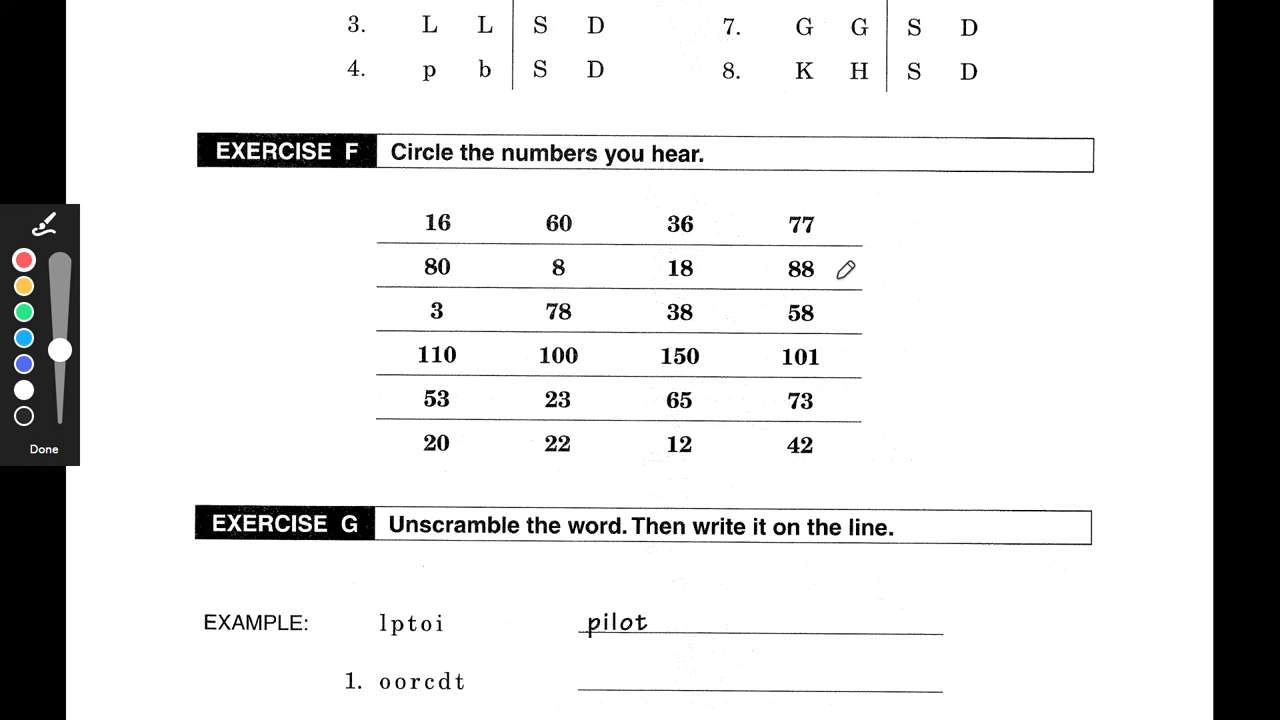 3. L L S D 7. G G S D
4. p b S D 8. K H S D
EXERCISE F Circle the numbers you hear.
16 60 36 77
80 8 18 88
3 78 38 58
110 100 150 101
53 23 65 73
20 22 12 42
Done
EXERCISE G Unscramble the word. Then write it on the line.
EXAMPLE: lptoi pilot
1. oorcdt